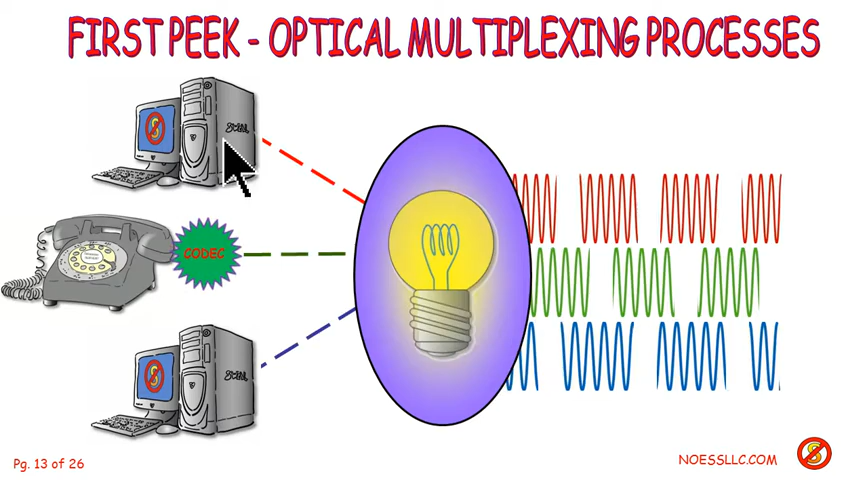 FIRST PEEK - OPTICAL MULTIPLEXING PROCESSES
CODEC
Pg. 13 of 26
NOESSLLC.COM